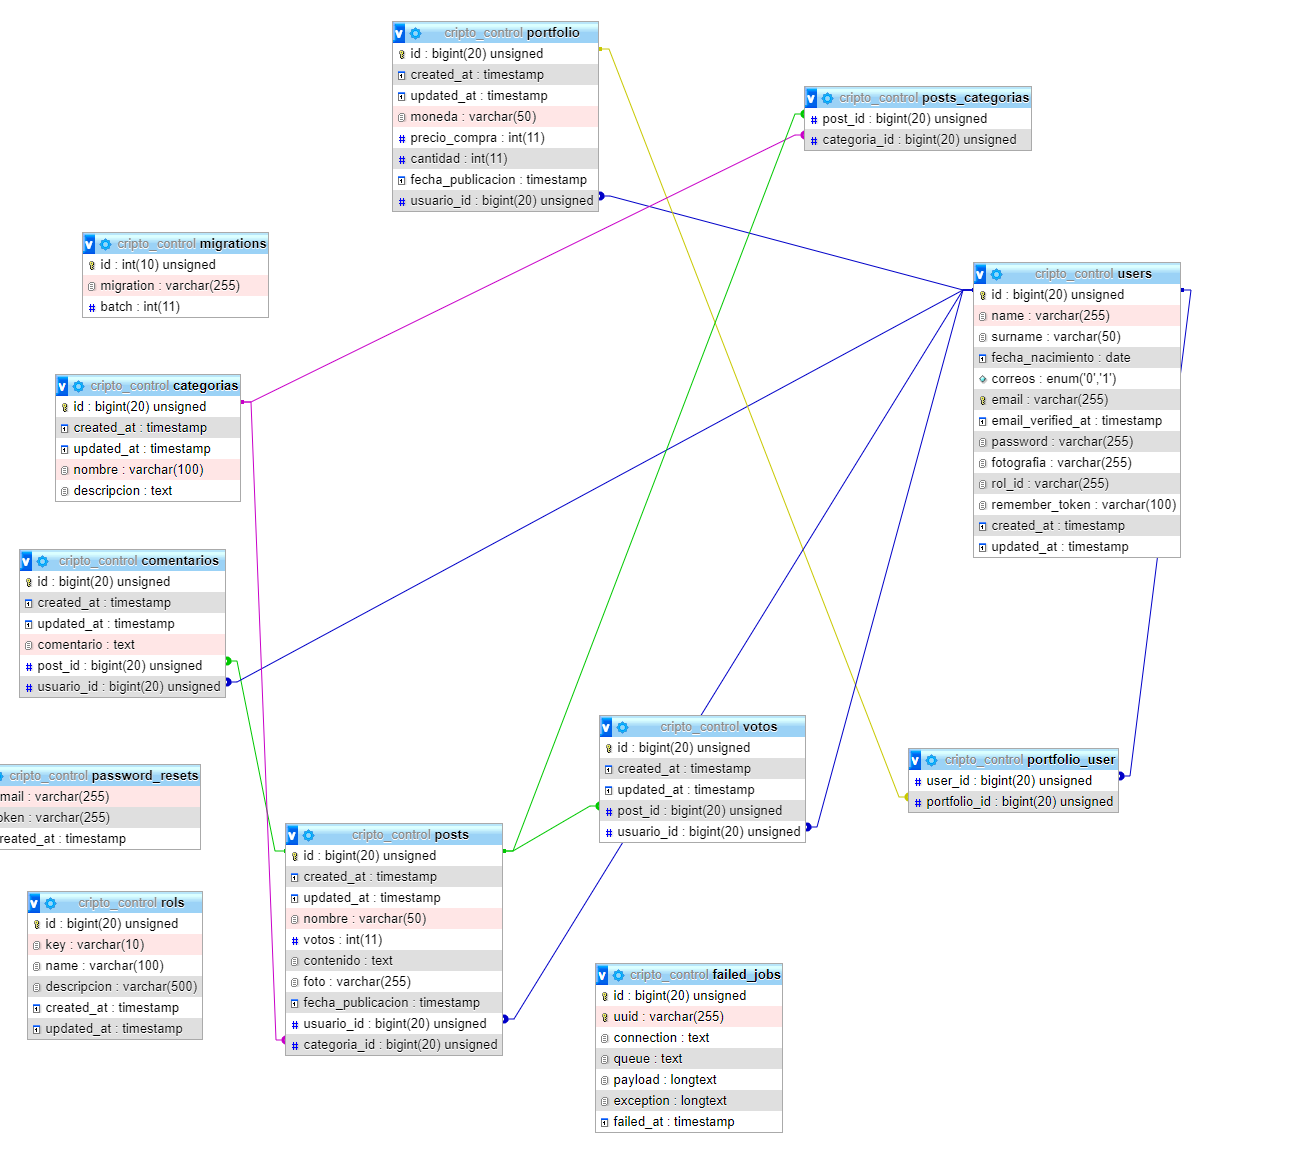 cripto_control portfolio
id : bigint(20) unsigned
created_at : timestamp
updated_at : timestamp
moneda : varchar(50)
precio_compra : int(11)
cantidad : int(11)
fecha_publicacion : timestamp
usuario_id : bigint(20) unsigned
cripto_control posts_categorias
post_id : bigint(20) unsigned
categoria_id : bigint(20) unsigned
cripto_control migrations
id : int(10) unsigned
migration : varchar(255)
batch : int(11)
cripto_control users
id : bigint(20) unsigned
name : varchar(255)
surname : varchar(50)
fecha_nacimiento : date
correos : enum('0','1')
email : varchar(255)
email_verified_at : timestamp
password : varchar(255)
fotografia : varchar(255)
rol_id : varchar(255)
remember_token : varchar(100)
created_at : timestamp
updated_at : timestamp
cripto_control categorias
id : bigint(20) unsigned
created_at : timestamp
updated_at : timestamp
nombre : varchar(100)
descripcion : text
cripto_control comentarios
id : bigint(20) unsigned
created_at : timestamp
updated_at : timestamp
comentario : text
post_id : bigint(20) unsigned
usuario_id : bigint(20) unsigned
cripto_control votos
id : bigint(20) unsigned
created_at : timestamp
updated_at : timestamp
post_id : bigint(20) unsigned
usuario_id : bigint(20) unsigned
cripto_control portfolio_user
user_id : bigint(20) unsigned
portfolio_id : bigint(20) unsigned
cripto_control password_resets
mail : varchar(255)
oken : varchar(255)
reated_at : timestamp
cripto_control posts
id : bigint(20) unsigned
created_at : timestamp
updated_at : timestamp
nombre : varchar(50)
votos : int(11)
contenido : text
foto : varchar(255)
fecha_publicacion : timestamp
usuario_id : bigint(20) unsigned
categoria_id : bigint(20) unsigned
cripto_control rols
id : bigint(20) unsigned
key : varchar(10)
name : varchar(100)
descripcion : varchar(500)
created_at : timestamp
updated_at : timestamp
cripto_control failed_jobs
id : bigint(20) unsigned
uuid : varchar(255)
connection : text
queue : text
payload : longtext
exception : longtext
failed_at : timestamp